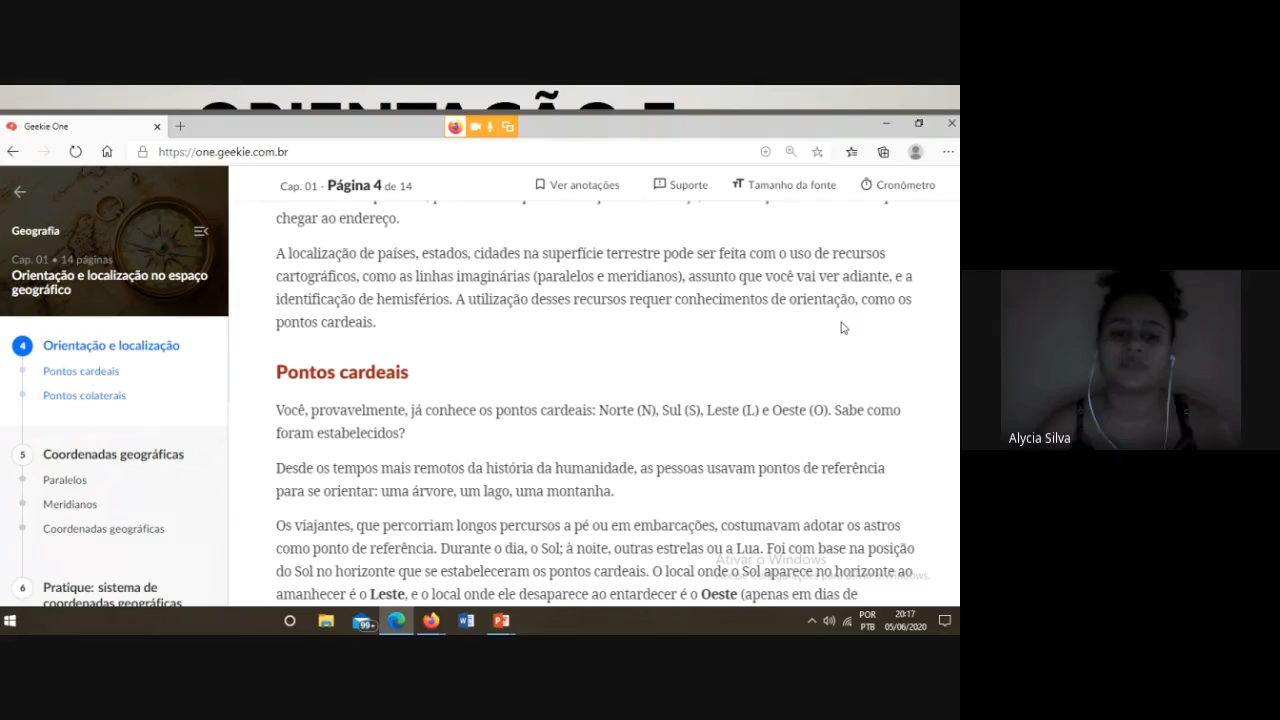 ORIENTAÇÃO E
Geekie One
https://one.geekie.com.br
Cap. 01 · Página 4 de 14
Ver anotações
Suporte
Tamanho da fonte
Cronômetro
Geografia
Cap. 01 • 14 páginas
Orientação e localização no espaço
geográfico
4
Orientação e localização
Pontos cardeais
Pontos colaterais
5
Coordenadas geográficas
Paralelos
Meridianos
Coordenadas geográficas
6
Pratique: sistema de
coordenadas geográficas
chegar ao endereço.
A localização de países, estados, cidades na superfície terrestre pode ser feita com o uso de recursos
cartográficos, como as linhas imaginárias (paralelos e meridianos), assunto que você vai ver adiante, e a
identificação de hemisférios. A utilização desses recursos requer conhecimentos de orientação, como os
pontos cardeais.
Pontos cardeais
Você, provavelmente, já conhece os pontos cardeais: Norte (N), Sul (S), Leste (L) e Oeste (O). Sabe como
foram estabelecidos?
Desde os tempos mais remotos da história da humanidade, as pessoas usavam pontos de referência
para se orientar: uma árvore, um lago, uma montanha.
Os viajantes, que percorriam longos percursos a pé ou em embarcações, costumavam adotar os astros
como ponto de referência. Durante o dia, o Sol; à noite, outras estrelas ou a Lua. Foi com base na posição
do Sol no horizonte que se estabeleceram os pontos cardeais. O local onde o Sol aparece no horizonte ao
amanhecer é o Leste, e o local onde ele desaparece ao entardecer é o Oeste (apenas em dias de
Ativar o Windows
Windows.
99+
POR
PTB
20:17
05/06/2020
Alycia Silva